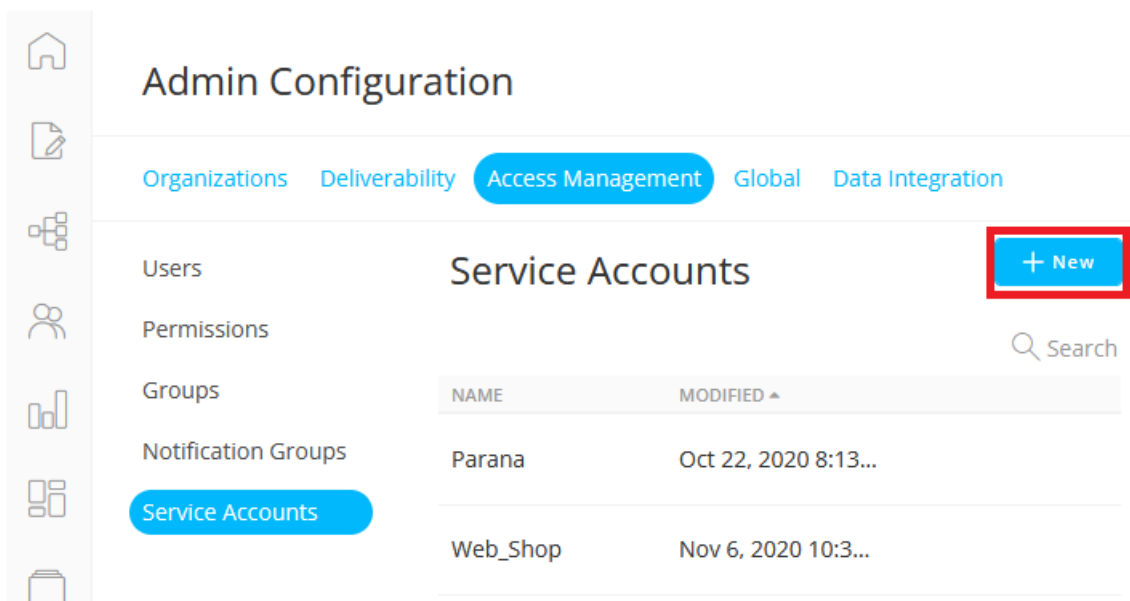 Admin Configuration
Organizations Deliverability Access Management Global Data Integration
Users
Permissions
Groups
Notification Groups
Service Accounts
Service Accounts
+ New
Search
NAME MODIFIED
Parana Oct 22, 2020 8:13...
Web_Shop Nov 6, 2020 10:3...